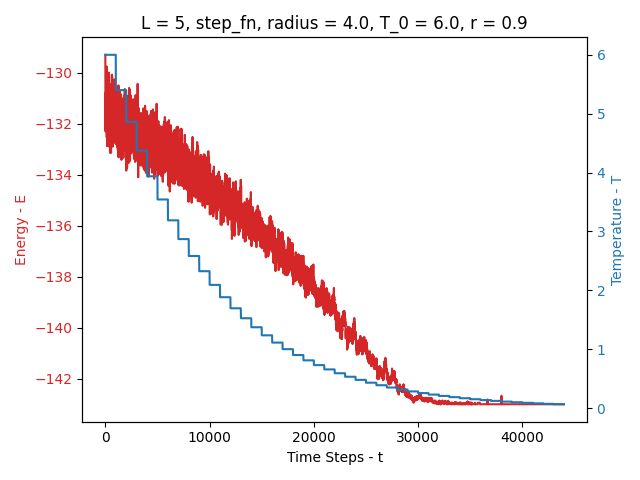 L = 5, step_fn, radius = 4.0, T_0 = 6.0, r = 0.9
Energy - E
−130
−132
−134
−136
−138
−140
−142
6
5
4
3
2
1
0
Temperature - T
0 10000 20000 30000 40000
Time Steps - t